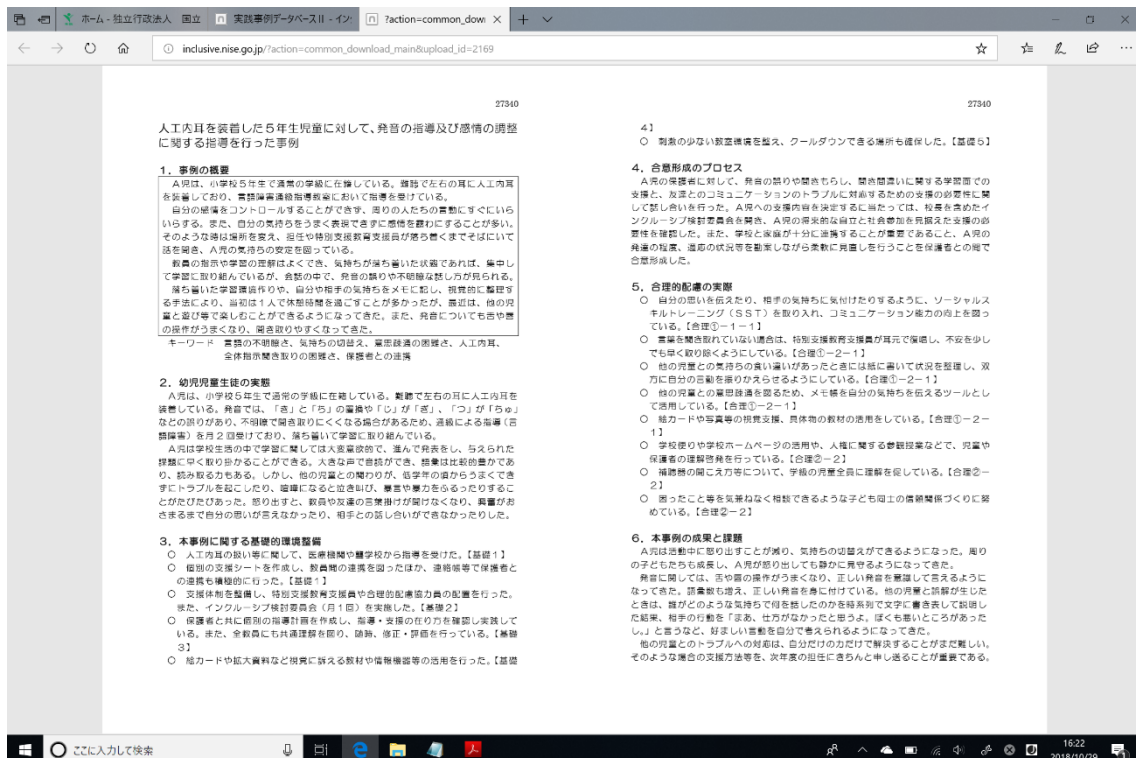 ホーム - 独立行政法人 国立
実践事例データベースⅡ - イン
?action=common_dow
inclusive.nise.go.jp/?action=common_download_main&upload_id=2169
27340
人工内耳を装着した5年生児童に対して、発音の指導及び感情の調整
に関する指導を行った事例
1．事例の概要
A児は、小学校5年生で通常の学級に在籍している。難聴で左右の耳に人工内耳
を装着しており、言語障害通級指導教室において指導を受けている。
自分の感情をコントロールすることができず、周りの人たちの言動にすぐにいら
いらする。また、自分の気持ちをうまく表現できずに感情を露わにすることが多い。
そのような時は場所を変え、担任や特別支援教育支援員が落ち着くまでそばにいて
話を聞き、A児の気持ちの安定を図っている。
教員の指示や学習の理解はよくでき、気持ちが落ち着いた状態であれば、集中し
て学習に取り組んでいるが、会話の中で、発音の誤りや不明瞭な話し方が見られる。
落ち着いた学習環境作りや、自分や相手の気持ちをメモに記し、視覚的に整理す
る手法により、当初は1人で休憩時間を過ごすことが多かったが、最近は、他の児
童と遊び等で楽しむことができるようになってきた。また、発音についても舌や唇
の操作がうまくなり、聞き取りやすくなってきた。
キーワード 言語の不明瞭さ、気持ちの切替え、意思疎通の困難さ、人工内耳、
全体指示聞き取りの困難さ、保護者との連携
2．幼児児童生徒の実態
A児は、小学校5年生で通常の学級に在籍している。難聴で左右の耳に人工内耳を
装着している。発音では、「き」と「ち」の置換や「じ」が「ぎ」、「つ」が「ちゅ」
などの誤りがあり、不明瞭で聞き取りにくくなる場合があるため、通級による指導（言
語障害）を月2回受けており、落ち着いて学習に取り組んでいる。
A児は学校生活の中で学習に関しては大変意欲的で、進んで発表をし、与えられた
課題に早く取り掛かることができる。大きな声で音読ができ、語彙は比較的豊かであ
り、読み取る力もある。しかし、他の児童との関わりが、低学年の頃からうまくでき
ずにトラブルを起こしたり、喧嘩になると泣き叫び、暴言や暴力をふるったりするこ
とがたびたびあった。怒り出すと、教員や友達の言葉掛けが聞けなくなり、興奮がお
さまるまで自分の思いが言えなかったり、相手との話し合いができなかったりした。
3．本事例に関する基礎的環境整備
○ 人工内耳の扱い等に関して、医療機関や聾学校から指導を受けた。【基礎1】
○ 個別の支援シートを作成し、教員間の連携を図ったほか、連絡帳等で保護者と
の連携も積極的に行った。【基礎1】
○ 支援体制を整備し、特別支援教育支援員や合理的配慮協力員の配置を行った。
また、インクルーシブ検討委員会（月1回）を実施した。【基礎2】
○ 保護者と共に個別の指導計画を作成し、指導・支援の在り方を確認し実践して
いる。また、全教員にも共通理解を図り、随時、修正・評価を行っている。【基礎
3】
○ 絵カードや拡大資料など視覚に訴える教材や情報機器等の活用を行った。【基礎
27340
4】
○ 刺激の少ない教室環境を整え、クールダウンできる場所も確保した。【基礎5】
4．合意形成のプロセス
A児の保護者に対して、発音の誤りや聞きもらし、聞き間違いに関する学習面での
支援と、友達とのコミュニケーションのトラブルに対応するための支援の必要性に関
して話し合いを行った。A児への支援内容を決定するに当たっては、校長を含めたイ
ンクルーシブ検討委員会を開き、A児の将来的な自立と社会参加を見据えた支援の必
要性を確認した。また、学校と家庭が十分に連携することが重要であること、A児の
発達の程度、適応の状況等を勘案しながら柔軟に見直しを行うことを保護者との間で
合意形成した。
5．合理的配慮の実際
○ 自分の思いを伝えたり、相手の気持ちに気付けたりするように、ソーシャルス
キルトレーニング（SST）を取り入れ、コミュニケーション能力の向上を図っ
ている。【合理①－1－1】
○ 言葉を聞き取れていない場合は、特別支援教育支援員が耳元で復唱し、不安を少し
でも早く取り除くようにしている。【合理①－2－1】
○ 他の児童との気持ちの食い違いがあったときには紙に書いて状況を整理し、双
方に自分の言動を振りかえらせるようにしている。【合理①－2－1】
○ 他の児童との意思疎通を図るため、メモ帳を自分の気持ちを伝えるツールとし
て活用している。【合理①－2－1】
○ 絵カードや写真等の視覚支援、具体物の教材の活用をしている。【合理①－2－
1】
○ 学校便りや学校ホームページの活用や、人権に関する参観授業などで、児童や
保護者の理解啓発を行っている。【合理②－2】
○ 補聴器の聞こえ方等について、学級の児童全員に理解を促している。【合理②－
2】
○ 困ったこと等を気兼ねなく相談できるような子ども同士の信頼関係づくりに努
めている。【合理②－2】
6．本事例の成果と課題
A児は活動中に怒り出すことが減り、気持ちの切替えができるようになった。周り
の子どもたちも成長し、A児が怒り出しても静かに見守るようになってきた。
発音に関しては、舌や唇の操作がうまくなり、正しい発音を意識して言えるように
なってきた。語彙数も増え、正しい発音を身に付けている。他の児童と誤解が生じた
ときは、誰がどのような気持ちで何を話したのかを時系列で文字に書き表して説明し
た結果、相手の行動を「まあ、仕方がなかったと思うよ。ぼくも悪いところがあった
し。」と言うなど、好ましい言動を自分で考えられるようになってきた。
他の児童とのトラブルへの対応は、自分だけの力だけで解決することがまだ難しい。
そのような場合の支援方法等を、次年度の担任にきちんと申し送ることが重要である。
ここに入力して検索
16:22
2018/10/29